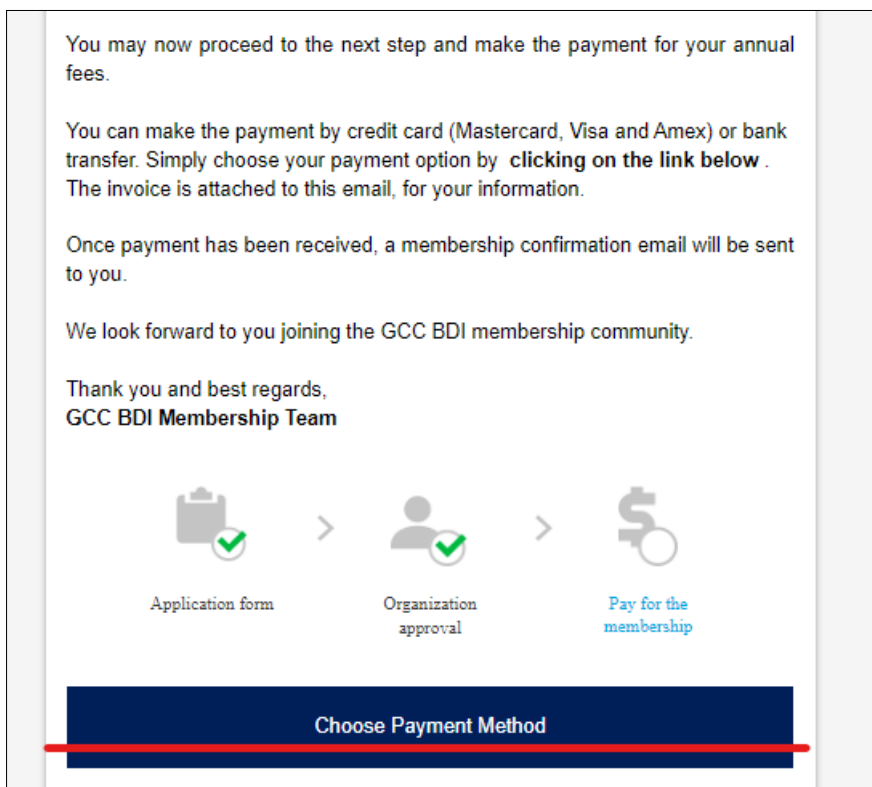 You may now proceed to the next step and make the payment for your annual
fees.
You can make the payment by credit card (Mastercard, Visa and Amex) or bank
transfer. Simply choose your payment option by clicking on the link below .
The invoice is attached to this email, for your information.
Once payment has been received, a membership confirmation email will be sent
to you.
We look forward to you joining the GCC BDI membership community.
Thank you and best regards,
GCC BDI Membership Team
Application form
Organization
approval
Pay for the
membership
Choose Payment Method